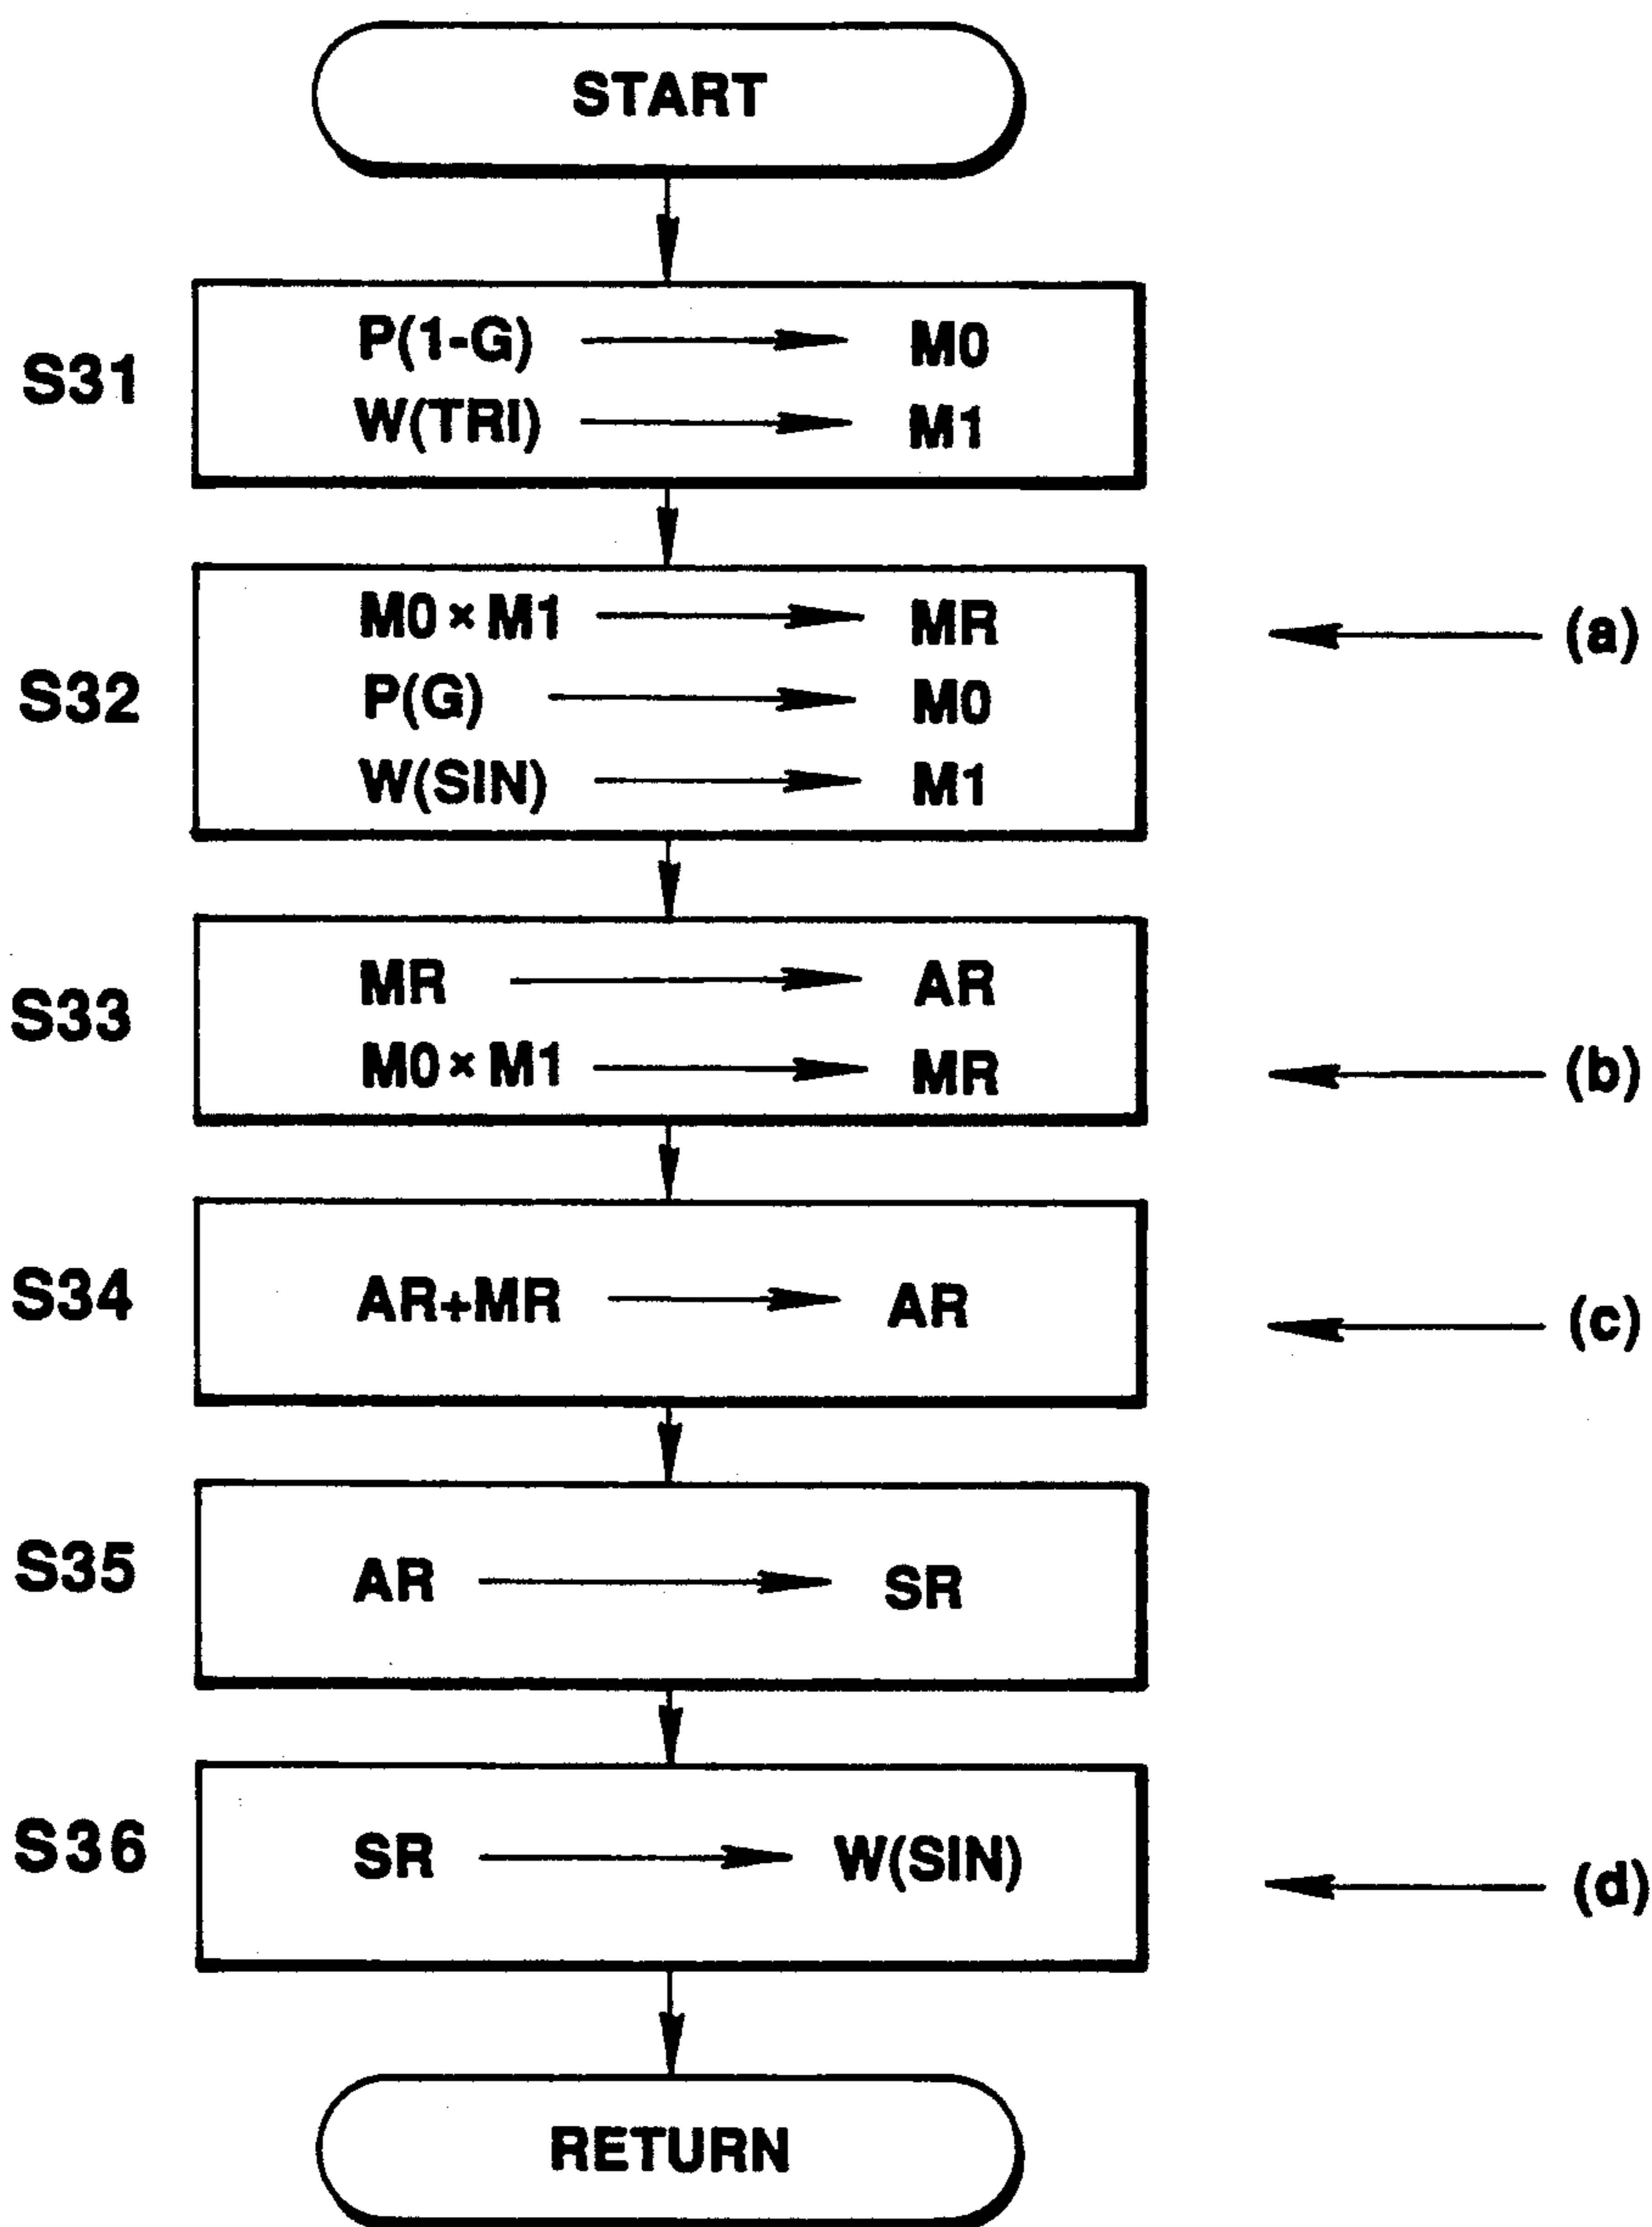 START
S31
P(1-G) → M0
W(TRI) → M1
S32
M0 × M1 → MR
(a)
P(G) → M0
W(SIN) → M1
S33
MR → AR
M0 × M1 → MR
(b)
S34
AR+MR → AR
(c)
S35
AR → SR
S36
SR → W(SIN)
(d)
RETURN